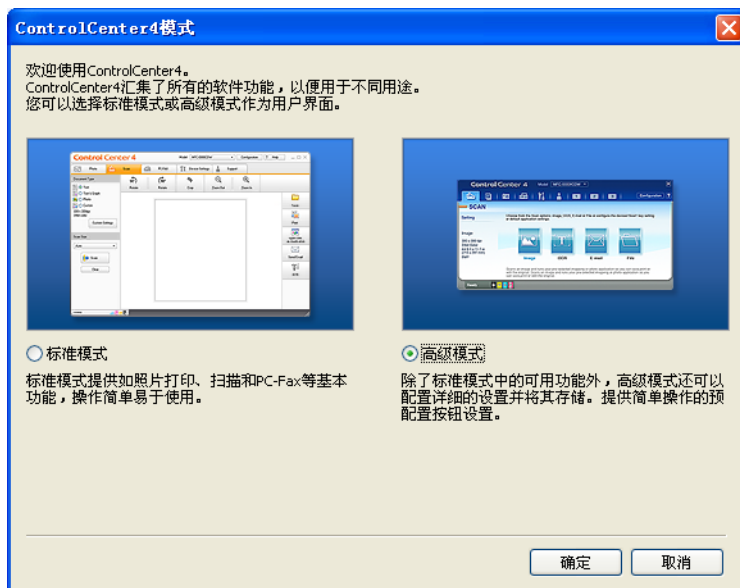 ControlCenter4模式
欢迎使用ControlCenter4。
ControlCenter4汇集了所有的软件功能，以便用于不同用途。
您可以选择标准模式或高级模式作为用户界面。
Control Center 4
Control Center 4
SCAN
Image
OCR
E-mail
File
标准模式
高级模式
标准模式提供如照片打印、扫描和PC-Fax等基本
功能，操作简单易于使用。
除了标准模式中的可用功能外，高级模式还可以
配置详细的设置并将其存储。提供简单操作的预
配置按钮设置。
确定
取消